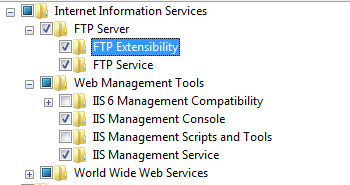 Internet Information Services
FTP Server
FTP Extensibility
FTP Service
Web Management Tools
IIS 6 Management Compatibility
IIS Management Console
IIS Management Scripts and Tools
IIS Management Service
World Wide Web Services